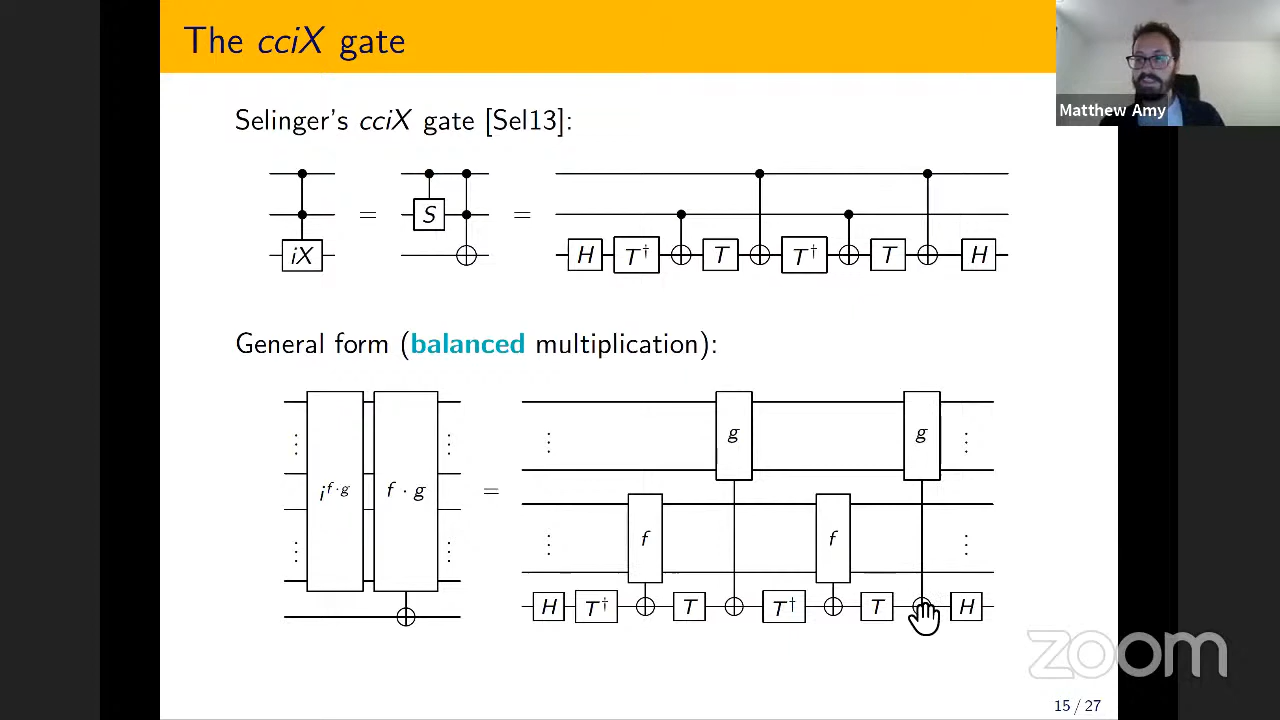 The cciX gate
Matthew Amy
Selinger's cciX gate [Sel13]:
iX = S = H T† T T† T H
General form (balanced multiplication):
i^{f·g} f · g = g g
f f
H T† T T† T H
zoom
15 / 27